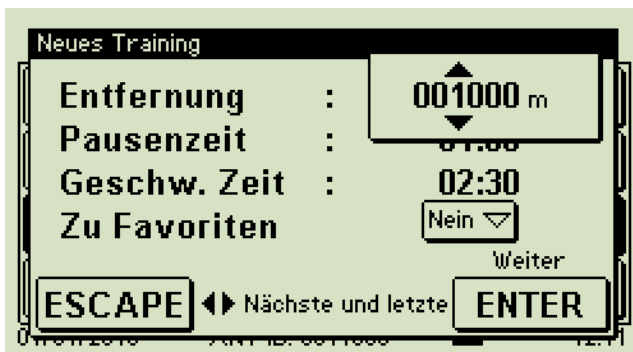 Neues Training
Entfernung : 001000 m
Pausenzeit :
Geschw. Zeit : 02:30
Zu Favoriten Nein
Weiter
ESCAPE Nächste und letzte ENTER